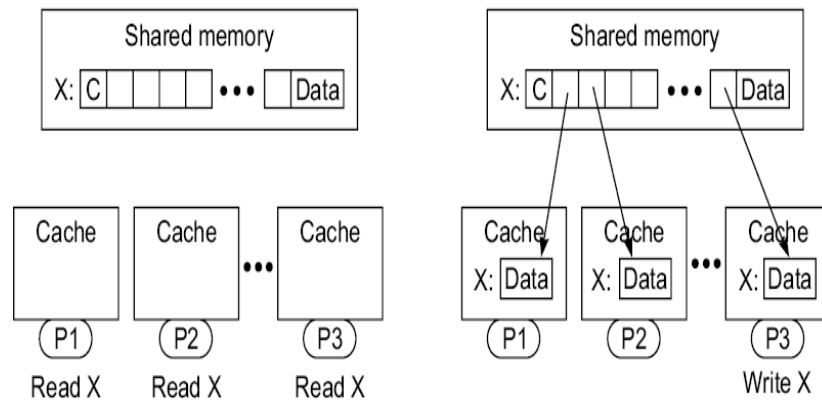 Shared memory
X: C ••• Data
Cache
Cache
•••
Cache
P1
P2
P3
Read X
Read X
Read X
Shared memory
X: C ••• Data
Cache
X: Data
Cache
X: Data
•••
Cache
X: Data
P1
P2
P3
Write X